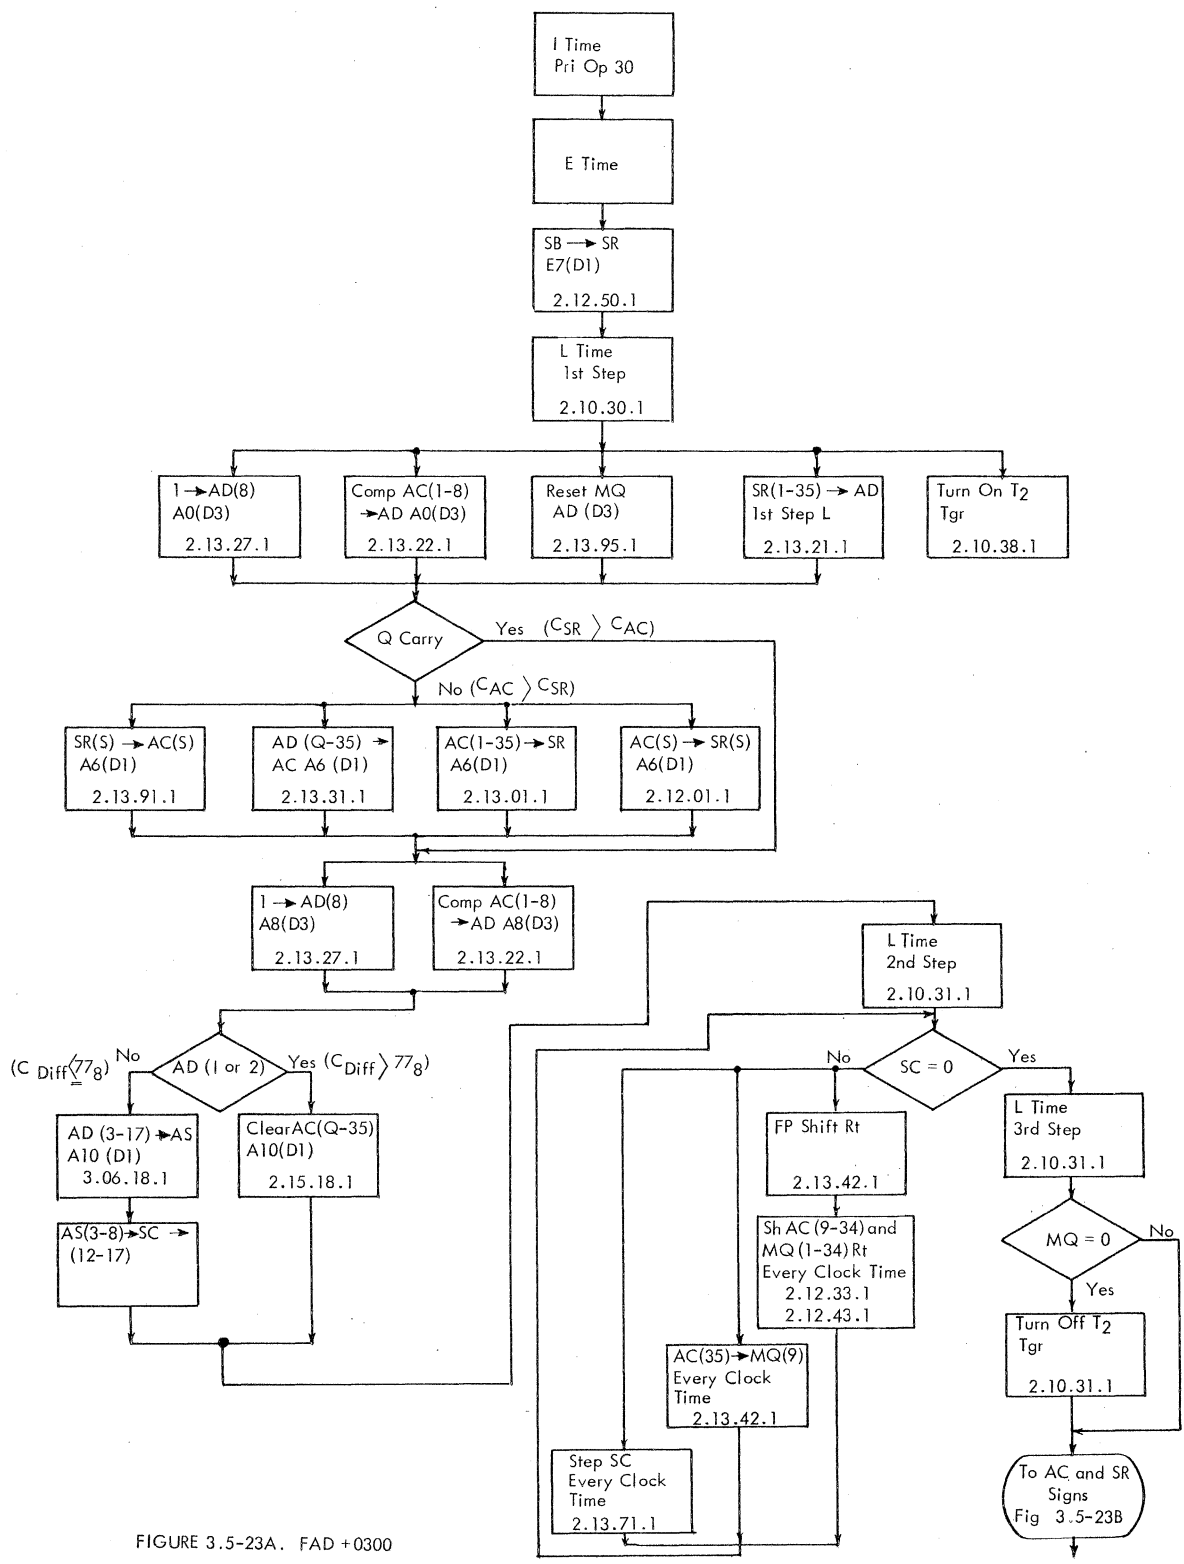 I Time
Pri Op 30
E Time
SB → SR
E7(D1)
2.12.50.1
L Time
1st Step
2.10.30.1
1→AD(8)
A0(D3)
2.13.27.1
Comp AC(1-8)
→AD A0(D3)
2.13.22.1
Reset MQ
AD (D3)
2.13.95.1
SR(1-35) → AD
1st Step L
2.13.21.1
Turn On T2
Tgr
2.10.38.1
Q Carry
Yes (CSR > CAC)
No (CAC > CSR)
SR(S) → AC(S)
A6(D1)
2.13.91.1
AD (Q-35) →
AC A6 (D1)
2.13.31.1
AC(1-35)→SR
A6(D1)
2.13.01.1
AC(S) → SR(S)
A6(D1)
2.12.01.1
1 → AD(8)
A8(D3)
2.13.27.1
Comp AC(1-8)
→AD A8(D3)
2.13.22.1
L Time
2nd Step
2.10.31.1
(C Diff ≤ 778) No
AD (1 or 2)
Yes (CDiff > 778)
No
SC = 0
Yes
AD (3-17)→AS
A10 (D1)
3.06.18.1
ClearAC(Q-35)
A10(D1)
2.15.18.1
FP Shift Rt
2.13.42.1
L Time
3rd Step
2.10.31.1
AS(3-8)→SC →
(12-17)
Sh AC (9-34) and
MQ (1-34) Rt
Every Clock Time
2.12.33.1
2.12.43.1
MQ = 0
No
Yes
Turn Off T2
Tgr
2.10.31.1
AC(35)→MQ(9)
Every Clock
Time
2.13.42.1
Step SC
Every Clock
Time
2.13.71.1
To AC and SR
Signs
Fig 3.5-23B
FIGURE 3.5-23A. FAD +0300